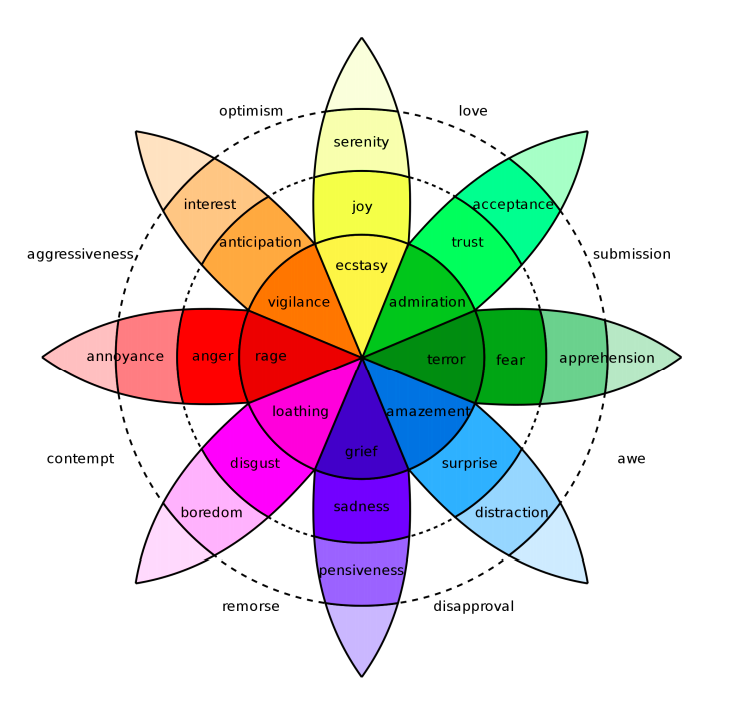 optimism
love
serenity
interest
joy
acceptance
anticipation
trust
aggressiveness
submission
ecstasy
vigilance
admiration
annoyance
anger
rage
terror
fear
apprehension
loathing
amazement
contempt
grief
awe
disgust
surprise
sadness
boredom
distraction
pensiveness
remorse
disapproval